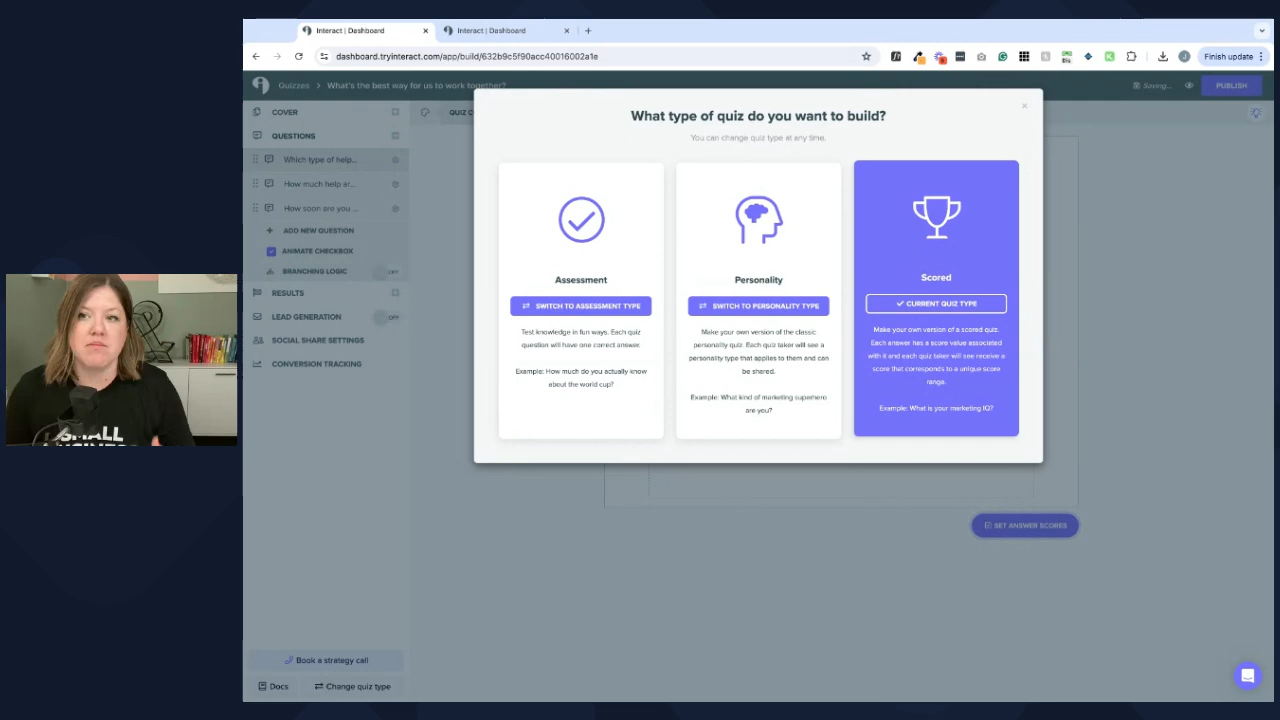 Interact | Dashboard
Interact | Dashboard
dashboard.tryinteract.com/app/build/632b9c5f90acc40016002a1e
Finish update
Quizzes > What's the best way for us to work together?
Saving...
PUBLISH
COVER
QUESTIONS
Which type of help...
How much help ar...
How soon are you ...
ADD NEW QUESTION
ANIMATE CHECKBOX
BRANCHING LOGIC
OFF
RESULTS
LEAD GENERATION
OFF
SOCIAL SHARE SETTINGS
CONVERSION TRACKING
Book a strategy call
Docs
Change quiz type
QUIZ C
What type of quiz do you want to build?
You can change quiz type at any time.
Assessment
SWITCH TO ASSESSMENT TYPE
Test knowledge in fun ways. Each quiz
question will have one correct answer.
Example: How much do you actually know
about the world cup?
Personality
SWITCH TO PERSONALITY TYPE
Make your own version of the classic
personality quiz. Each quiz taker will see a
personality type that applies to them and can
be shared.
Example: What kind of marketing superhero
are you?
Scored
CURRENT QUIZ TYPE
Make your own version of a scored quiz.
Each answer has a score value associated
with it and each quiz taker will see receive a
score that corresponds to a unique score
range.
Example: What is your marketing IQ?
SET ANSWER SCORES
SMALL